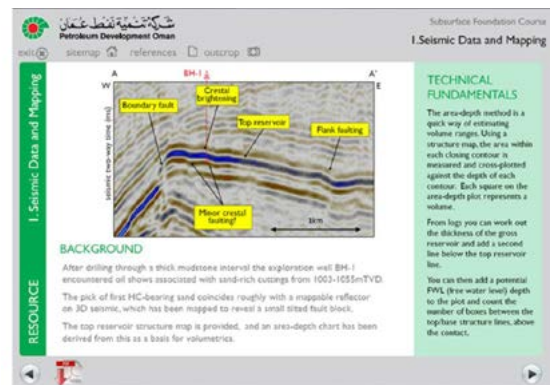 شركة تنمية نفط عمان
Petroleum Development Oman
Subsurface Foundation Course
1.Seismic Data and Mapping
exit
sitemap
references
outcrop
1. Seismic Data and Mapping
RESOURCE
A
BH-1
A'
W
E
Crestal
brightening
Boundary fault
Top reservoir
Flank faulting
Minor crestal
faulting?
1km
seismic two-way time (ms)
BACKGROUND
After drilling through a thick mudstone interval the exploration well BH-1
encountered oil shows associated with sand-rich cuttings from 1003-1055mTVD.
The pick of first HC-bearing sand coincides roughly with a mappable reflector
on 3D seismic, which has been mapped to reveal a small tilted fault block.
The top reservoir structure map is provided, and an area-depth chart has been
derived from this as a basis for volumetrics.
TECHNICAL
FUNDAMENTALS
The area-depth method is a
quick way of estimating
volume ranges. Using a
structure map, the area within
each closing contour is
measured and cross-plotted
against the depth of each
contour. Each square on the
area-depth plot represents a
volume.
From logs you can work out
the thickness of the gross
reservoir and add a second
line below the top reservoir
line.
You can then add a potential
FWL (free water level) depth
to the plot and count the
number of boxes between the
top/base structure lines, above
the contact.